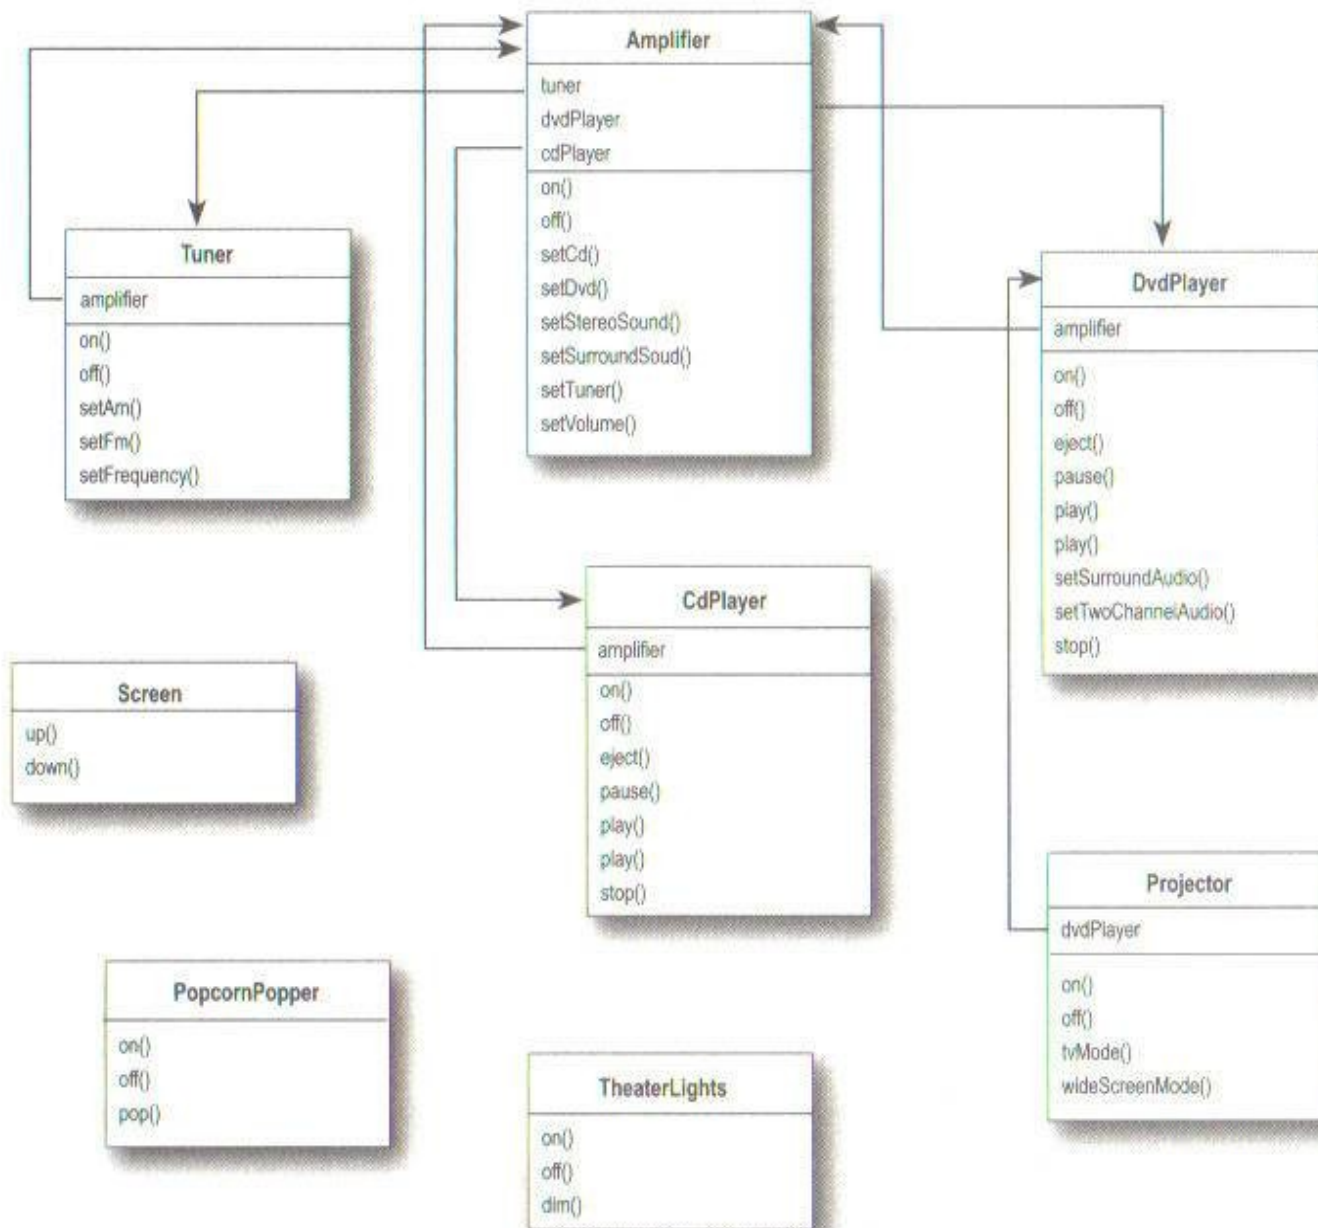 Amplifier
tuner
dvdPlayer
cdPlayer
on()
off()
setCd()
setDvd()
setStereoSound()
setSurroundSoud()
setTuner()
setVolume()
Tuner
amplifier
on()
off()
setAm()
setFm()
setFrequency()
DvdPlayer
amplifier
on()
off()
eject()
pause()
play()
play()
setSurroundAudio()
setTwoChannelAudio()
stop()
CdPlayer
amplifier
on()
off()
eject()
pause()
play()
play()
stop()
Screen
up()
down()
Projector
dvdPlayer
on()
off()
tvMode()
wideScreenMode()
PopcornPopper
on()
off()
pop()
TheaterLights
on()
off()
dim()